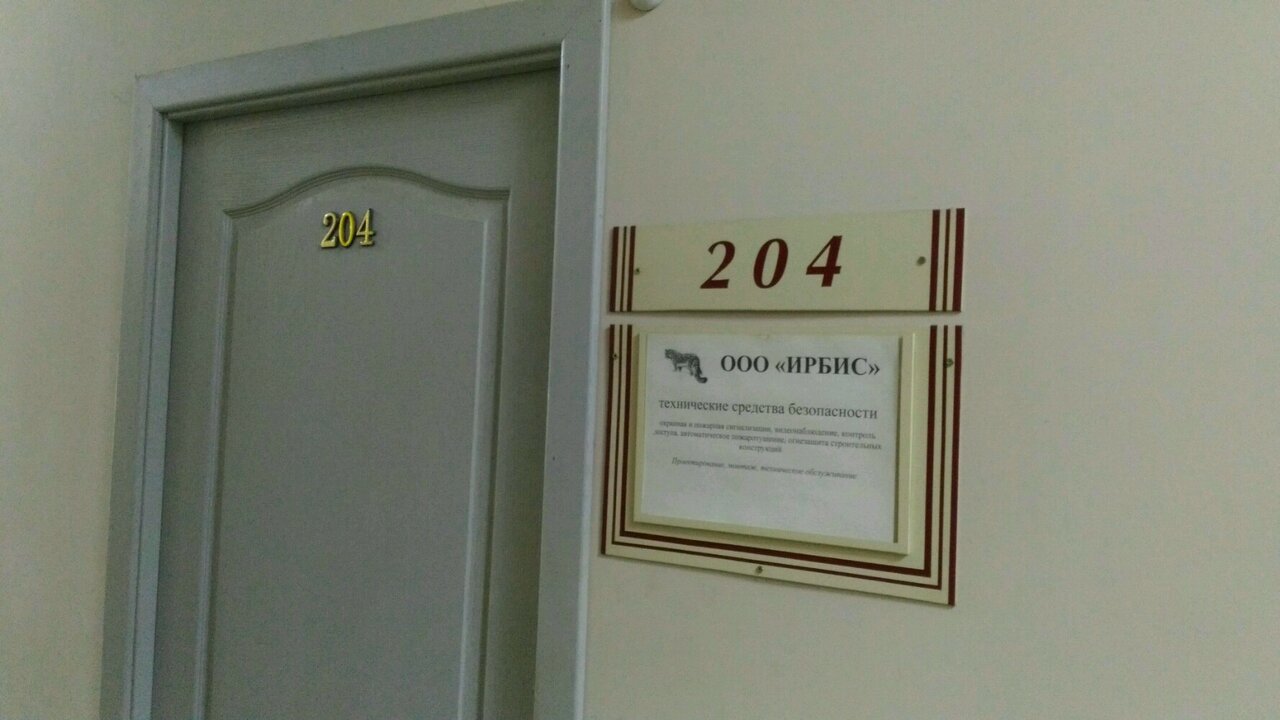 204
204
ООО «ИРБИС»
технические средства безопасности
охранная и пожарная сигнализации, видеонаблюдение, контроль
доступа, автоматическое пожаротушение, огнезащита строительных
конструкций
Проектирование, монтаж, техническое обслуживание